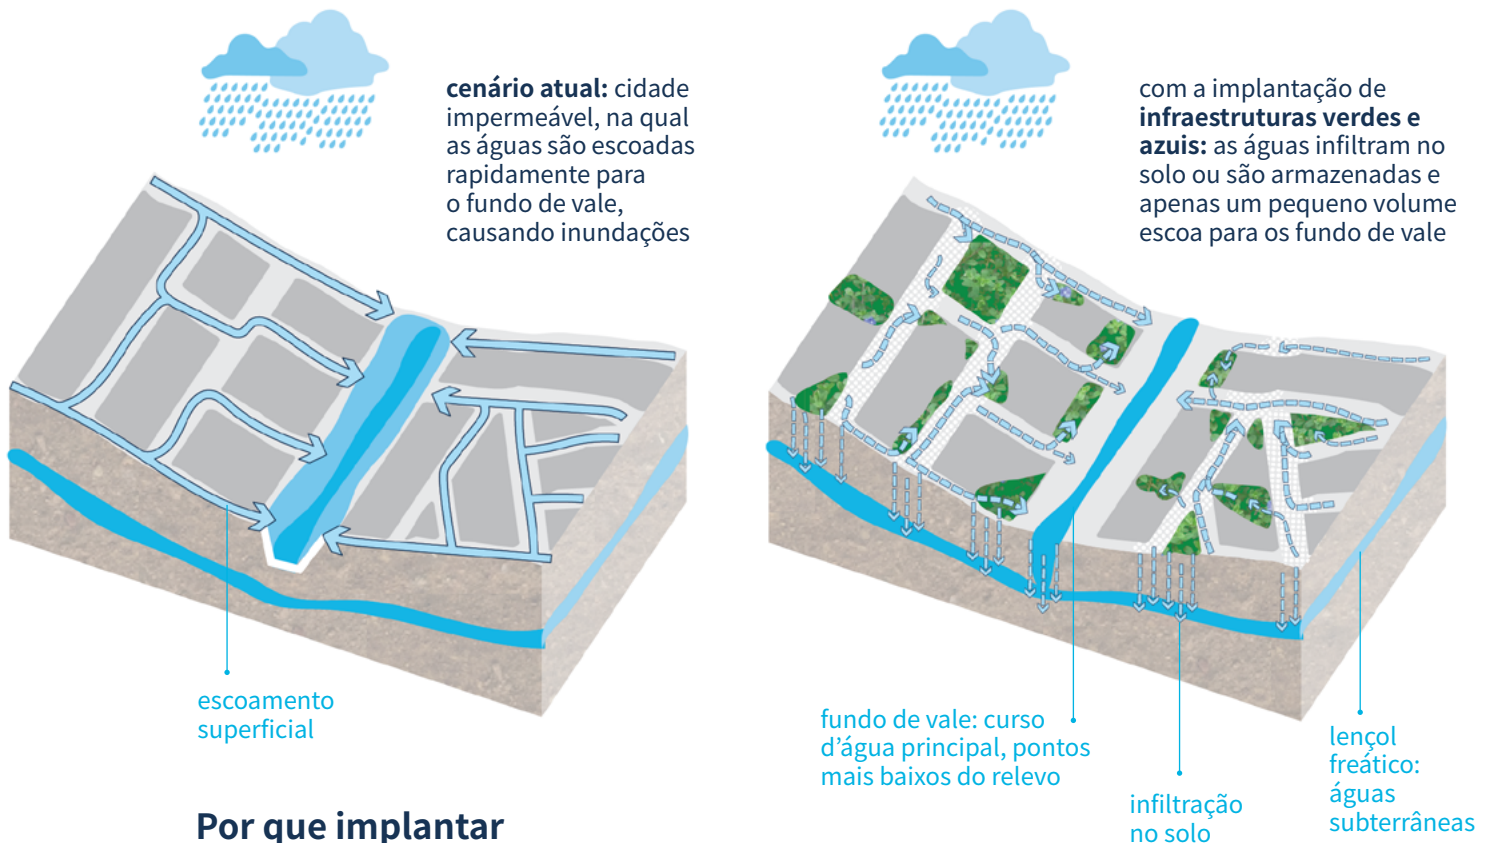 cenário atual: cidade
impermeável, na qual
as águas são escoadas
rapidamente para
o fundo de vale,
causando inundações
com a implantação de
infraestruturas verdes e
azuis: as águas infiltram no
solo ou são armazenadas e
apenas um pequeno volume
escoa para os fundo de vale
escoamento
superficial
fundo de vale: curso
d’água principal, pontos
mais baixos do relevo
infiltração
no solo
lençol
freático:
águas
subterrâneas
Por que implantar